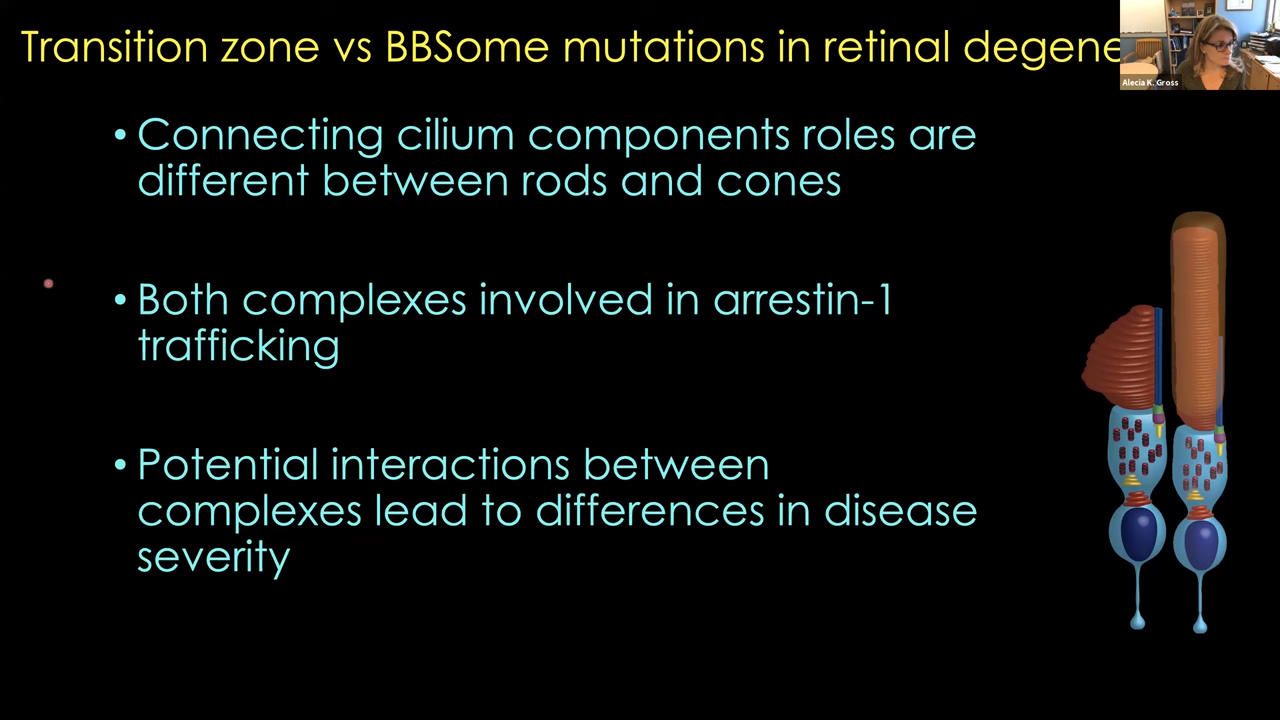 Transition zone vs BBSome mutations in retinal degene
Alecia K. Gross
• Connecting cilium components roles are
different between rods and cones
• Both complexes involved in arrestin-1
trafficking
• Potential interactions between
complexes lead to differences in disease
severity